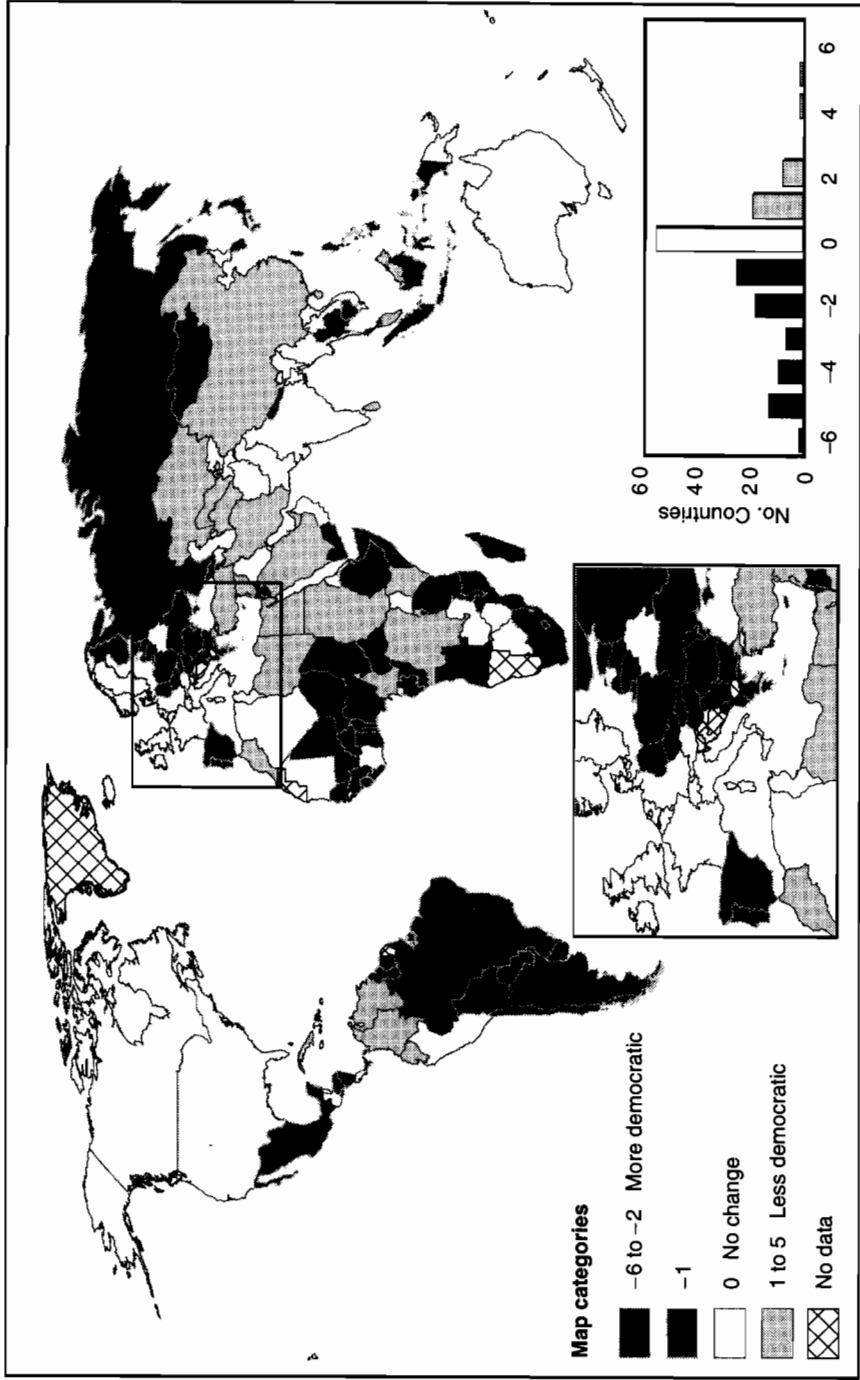 Map categories
−6 to −2 More democratic
−1
0 No change
1 to 5 Less democratic
No data
No. Countries
60
40
20
0
−6
−4
−2
0
2
4
6